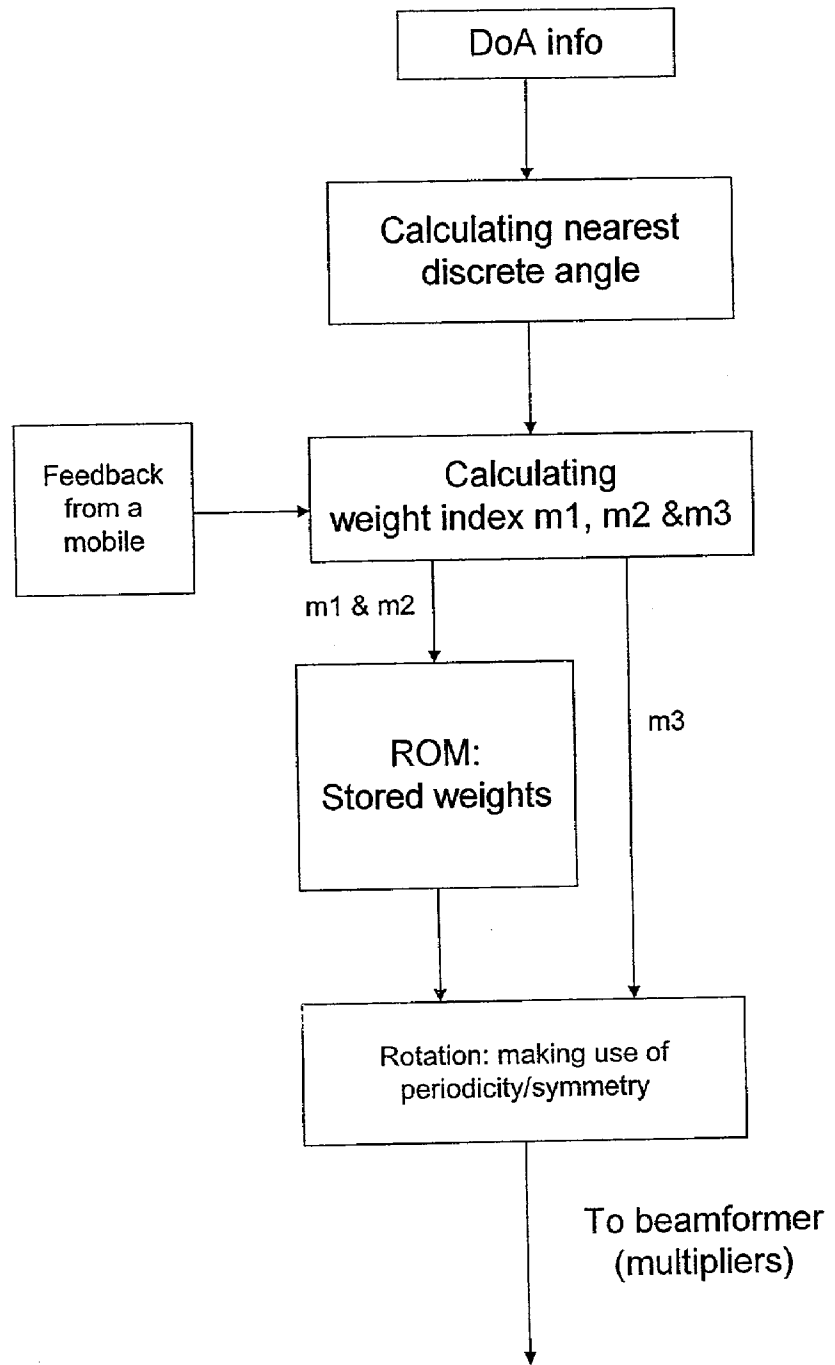 DoA info
Calculating nearest
discrete angle
Feedback
from a
mobile
Calculating
weight index m1, m2 &m3
m1 & m2
m3
ROM:
Stored weights
Rotation: making use of
periodicity/symmetry
To beamformer
(multipliers)